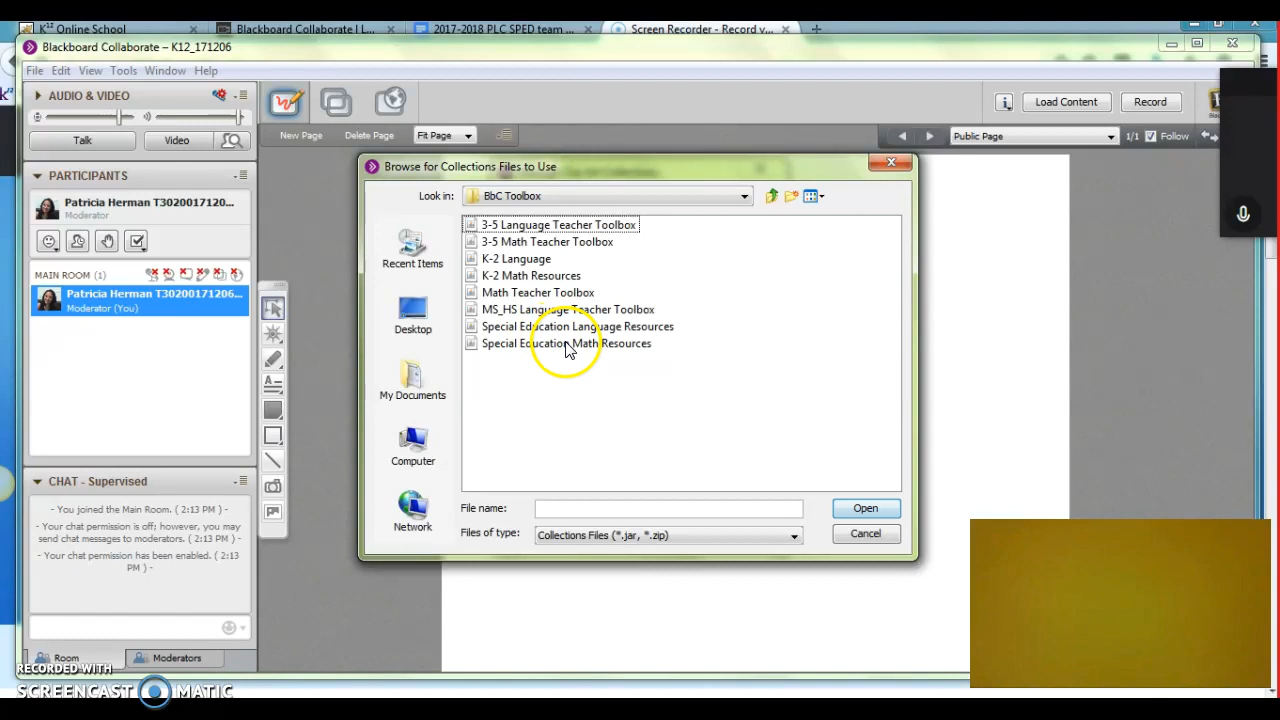 K¹² Online School
Blackboard Collaborate | L...
2017-2018 PLC SPED team ...
Screen Recorder - Record v...
Blackboard Collaborate – K12_171206
File Edit View Tools Window Help
AUDIO & VIDEO
Talk
Video
PARTICIPANTS
Patricia Herman T3020017120...
Moderator
MAIN ROOM (1)
Patricia Herman T30200171206...
Moderator (You)
CHAT - Supervised
- You joined the Main Room. ( 2:13 PM ) -
- Your chat permission is off; however, you may
send chat messages to moderators. ( 2:13 PM ) -
- Your chat permission has been enabled. ( 2:13
PM ) -
Room
Moderators
New Page
Delete Page
Fit Page
Load Content
Record
Public Page
1/1
Follow
Browse for Collections Files to Use
Look in:
BbC Toolbox
Recent Items
Desktop
My Documents
Computer
Network
3-5 Language Teacher Toolbox
3-5 Math Teacher Toolbox
K-2 Language
K-2 Math Resources
Math Teacher Toolbox
MS_HS Language Teacher Toolbox
Special Education Language Resources
Special Education Math Resources
File name:
Open
Files of type:
Collections Files (*.jar, *.zip)
Cancel
RECORDED WITH
SCREENCAST MATIC